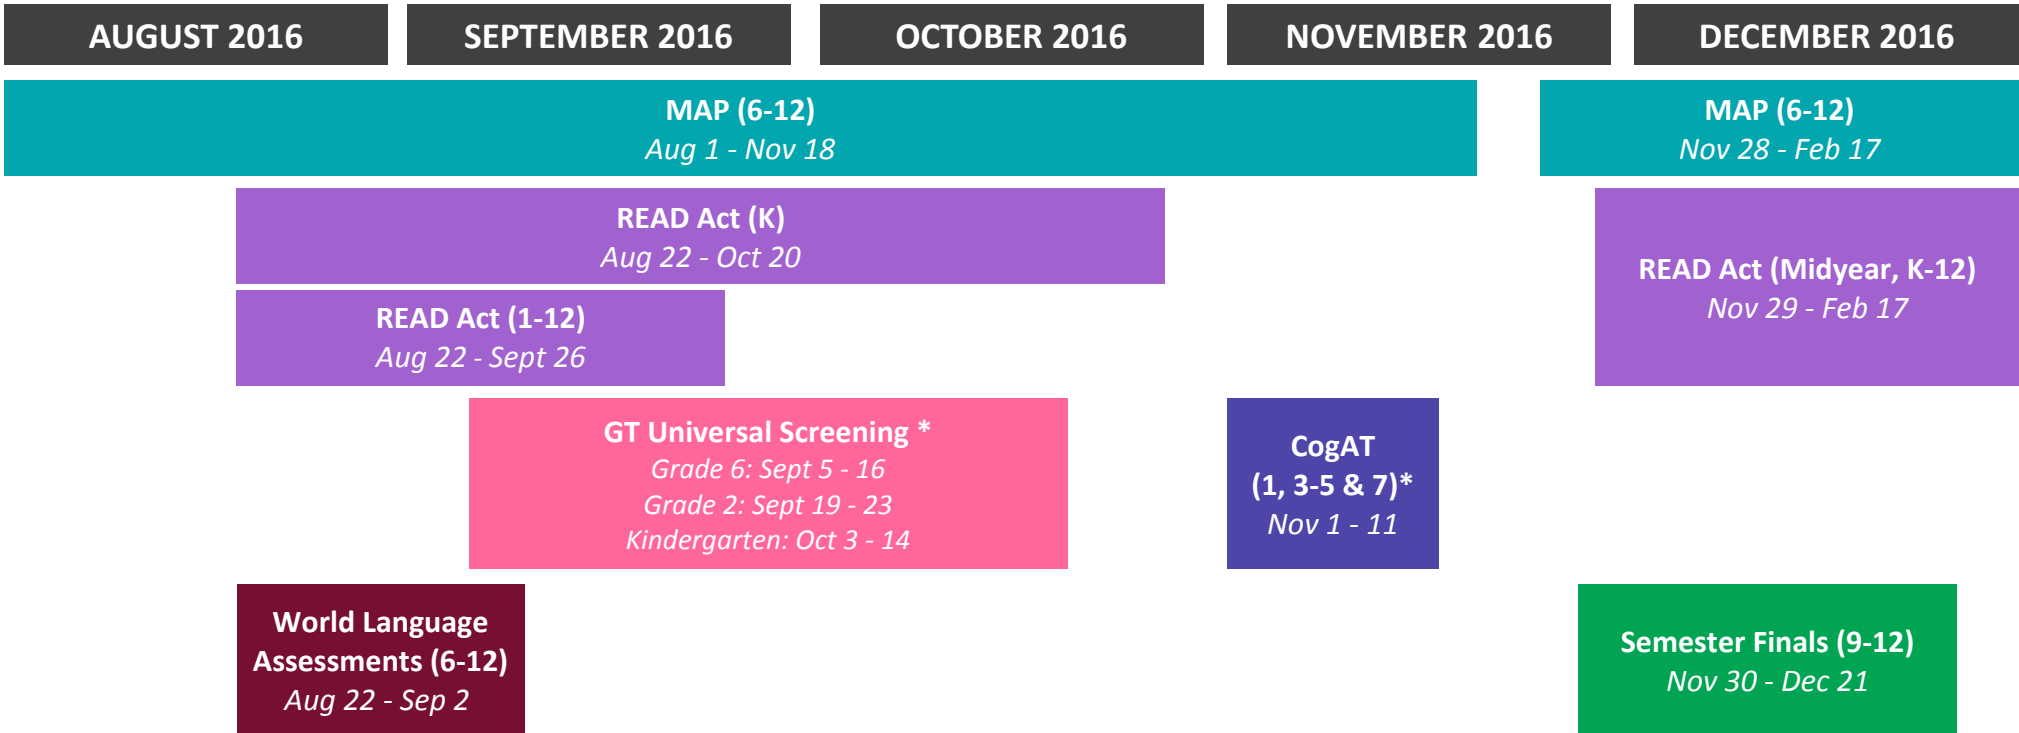 AUGUST 2016
SEPTEMBER 2016
OCTOBER 2016
NOVEMBER 2016
DECEMBER 2016
MAP (6-12)
Aug 1 - Nov 18
MAP (6-12)
Nov 28 - Feb 17
READ Act (K)
Aug 22 - Oct 20
READ Act (1-12)
Aug 22 - Sept 26
READ Act (Midyear, K-12)
Nov 29 - Feb 17
GT Universal Screening *
Grade 6: Sept 5 - 16
Grade 2: Sept 19 - 23
Kindergarten: Oct 3 - 14
CogAT
(1, 3-5 & 7)*
Nov 1 - 11
World Language
Assessments (6-12)
Aug 22 - Sep 2
Semester Finals (9-12)
Nov 30 - Dec 21